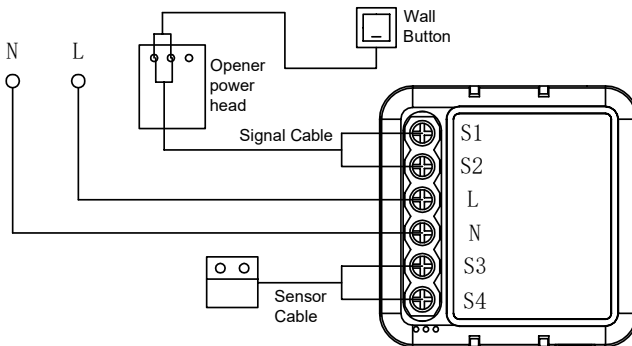 Wall
Button
N
L
Opener
power
head
Signal Cable
S1
S2
L
N
S3
S4
Sensor
Cable